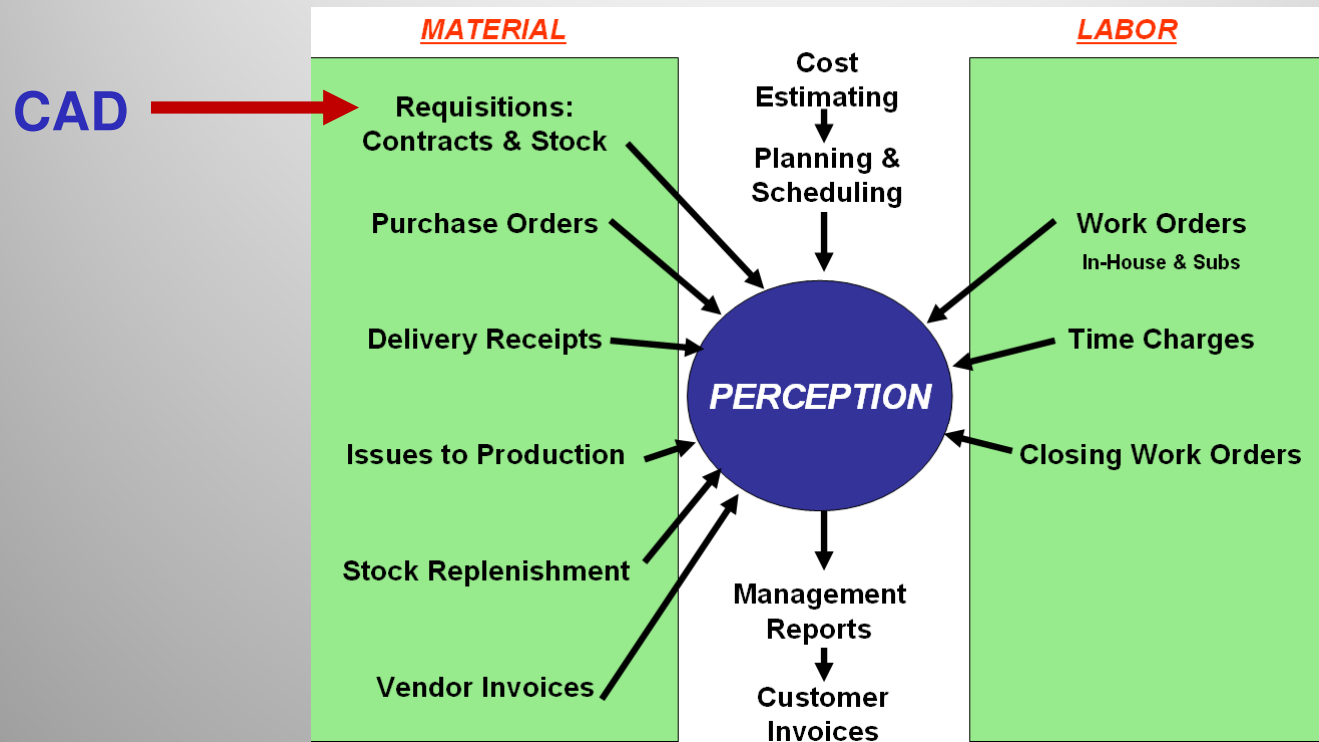 MATERIAL
LABOR
CAD
Requisitions:
Contracts & Stock
Purchase Orders
Delivery Receipts
Issues to Production
Stock Replenishment
Vendor Invoices
Cost
Estimating
Planning &
Scheduling
PERCEPTION
Management
Reports
Customer
Invoices
Work Orders
In-House & Subs
Time Charges
Closing Work Orders